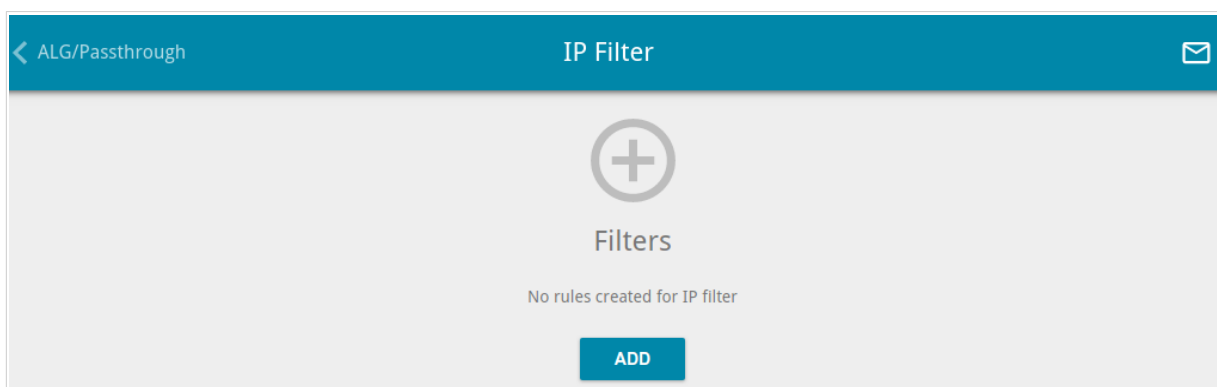 ALG/Passthrough
IP Filter
Filters
No rules created for IP filter
ADD